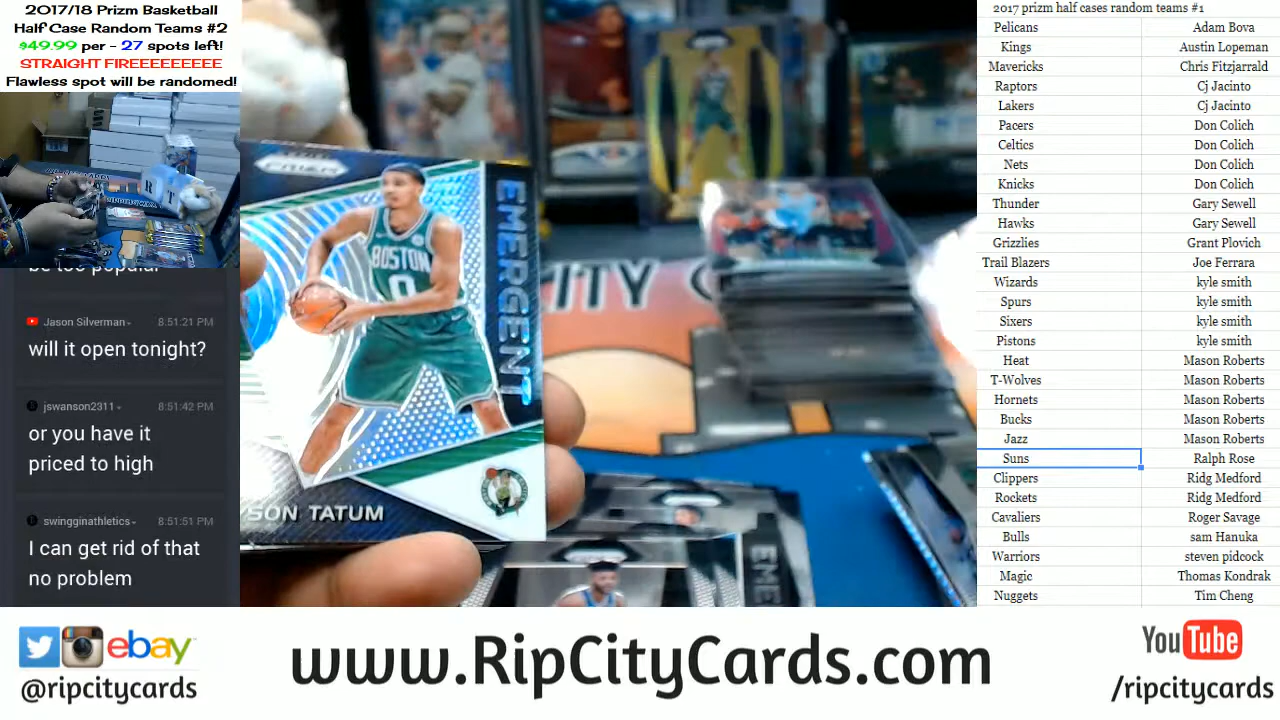 2017/18 Prizm Basketball
Half Case Random Teams #2
$49.99 per - 27 spots left!
STRAIGHT FIREEEEEEEEE
Flawless spot will be randomed!
R T
be too popular
Jason Silverman 8:51:21 PM
will it open tonight?
jswanson2311 8:51:42 PM
or you have it
priced to high
swingginathletics 8:51:51 PM
I can get rid of that
no problem
PRIZM
EMERGENT
BOSTON
0
SON TATUM
ITY C
EME
2017 prizm half cases random teams #1
Pelicans Adam Bova
Kings Austin Lopeman
Mavericks Chris Fitzjarrald
Raptors Cj Jacinto
Lakers Cj Jacinto
Pacers Don Colich
Celtics Don Colich
Nets Don Colich
Knicks Don Colich
Thunder Gary Sewell
Hawks Gary Sewell
Grizzlies Grant Plovich
Trail Blazers Joe Ferrara
Wizards kyle smith
Spurs kyle smith
Sixers kyle smith
Pistons kyle smith
Heat Mason Roberts
T-Wolves Mason Roberts
Hornets Mason Roberts
Bucks Mason Roberts
Jazz Mason Roberts
Suns Ralph Rose
Clippers Ridg Medford
Rockets Ridg Medford
Cavaliers Roger Savage
Bulls sam Hanuka
Warriors steven pidcock
Magic Thomas Kondrak
Nuggets Tim Cheng
ebay
@ripcitycards
www.RipCityCards.com
YouTube
/ripcitycards